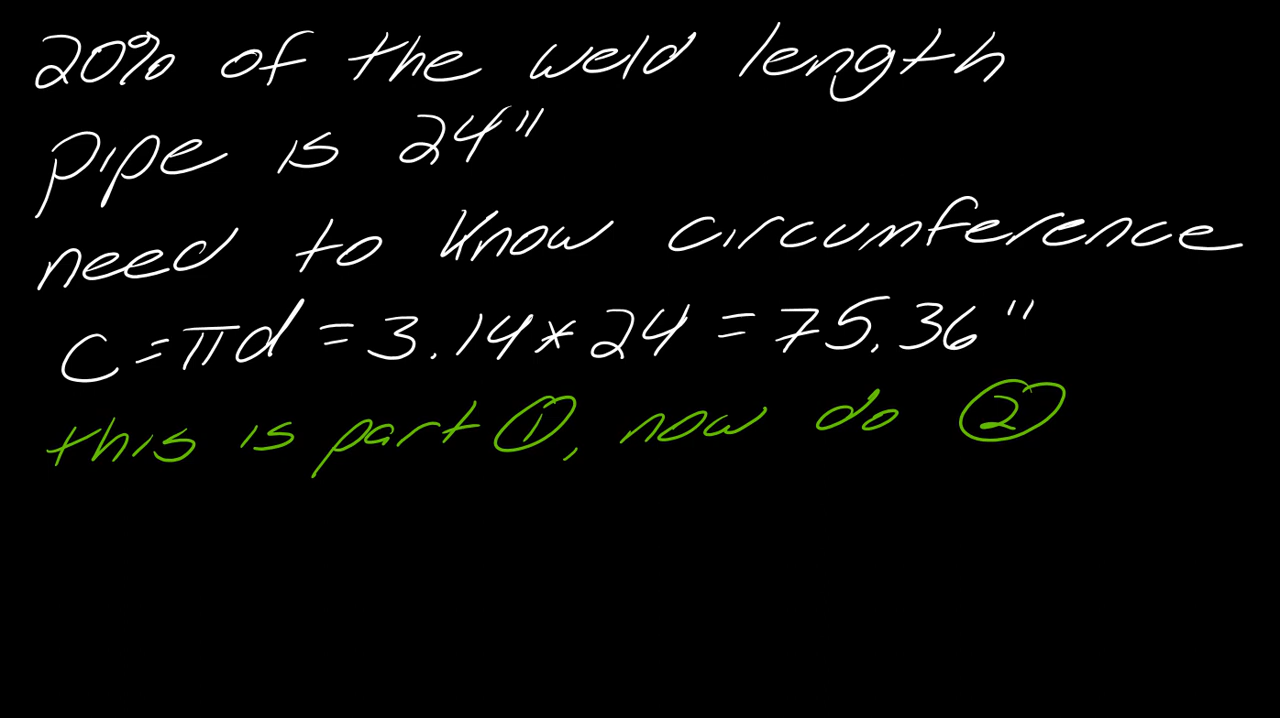 20% of the weld length
pipe is 24"
need to know circumference
C=πd=3.14*24=75.36"
this is part ①, now do ②